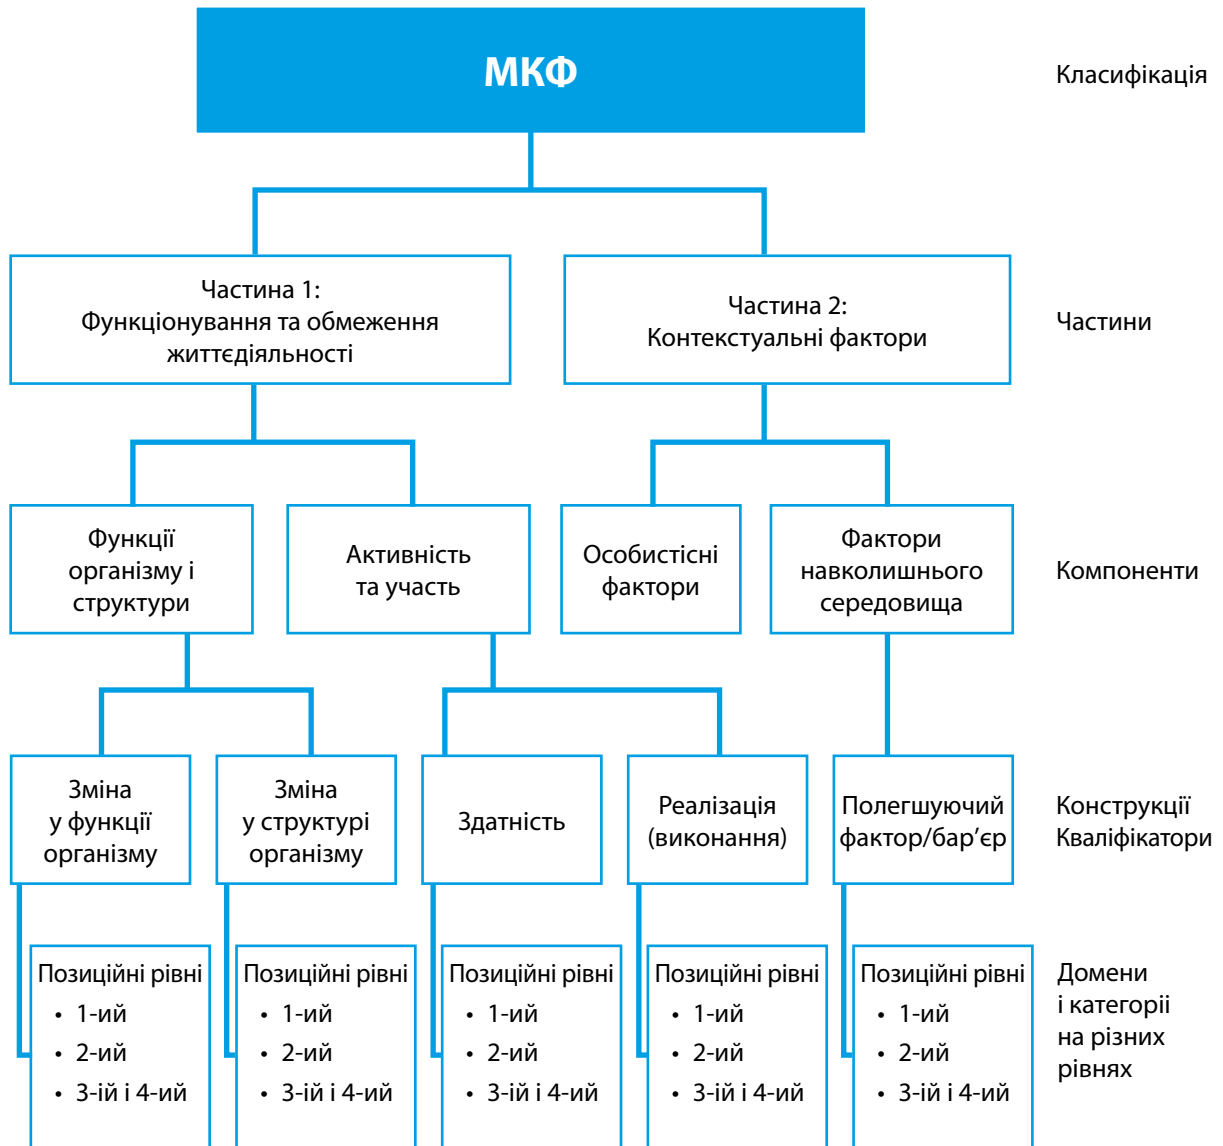 МКФ
Класифікація
Частина 1:
Функціонування та обмеження
життєдіяльності
Частина 2:
Контекстуальні фактори
Частини
Функції
організму і
структури
Активність
та участь
Особистісні
фактори
Фактори
навколишнього
середовища
Компоненти
Зміна
у функції
організму
Зміна
у структурі
організму
Здатність
Реалізація
(виконання)
Полегшуючий
фактор/бар’єр
Конструкції
Кваліфікатори
Позиційні рівні
• 1-ий
• 2-ий
• 3-ій і 4-ий
Позиційні рівні
• 1-ий
• 2-ий
• 3-ій і 4-ий
Позиційні рівні
• 1-ий
• 2-ий
• 3-ій і 4-ий
Позиційні рівні
• 1-ий
• 2-ий
• 3-ій і 4-ий
Позиційні рівні
• 1-ий
• 2-ий
• 3-ій і 4-ий
Домени
і категоріі
на різних
рівнях